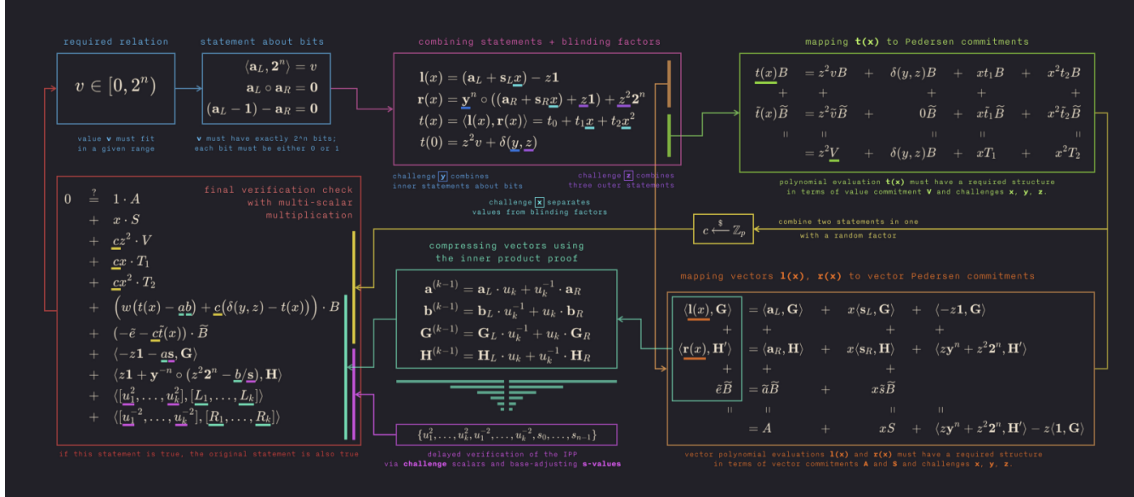 required relation
v ∈ [0, 2ⁿ)
value v must fit
in a given range
statement about bits
⟨a_L, 2ⁿ⟩ = v
a_L ∘ a_R = 0
(a_L − 1) − a_R = 0
v must have exactly 2^n bits;
each bit must be either 0 or 1
combining statements + blinding factors
l(x) = (a_L + s_L x) − z1
r(x) = yⁿ ∘ ((a_R + s_R x) + z1) + z²2ⁿ
t(x) = ⟨l(x), r(x)⟩ = t₀ + t₁x + t₂x²
t(0) = z²v + δ(y, z)
challenge y combines
inner statements about bits
challenge z combines
three outer statements
challenge x separates
values from blinding factors
mapping t(x) to Pedersen commitments
t(x)B = z²vB + δ(y, z)B + xt₁B + x²t₂B
+ + + + +
t̃(x)B̃ = z²ṽB̃ + 0B̃ + xt̃₁B̃ + x²t̃₂B̃
= = = = =
= z²V + δ(y, z)B + xT₁ + x²T₂
polynomial evaluation t(x) must have a required structure
in terms of value commitment V and challenges x, y, z.
combine two statements in one
with a random factor
c ←$ ℤ_p
final verification check
with multi-scalar
multiplication
0 ≟ 1 · A
+ x · S
+ cz² · V
+ cx · T₁
+ cx² · T₂
+ (w(t(x) − ab) + c(δ(y, z) − t(x))) · B
+ (−ẽ − ct̃(x)) · B̃
+ ⟨−z1 − as, G⟩
+ ⟨z1 + y⁻ⁿ ∘ (z²2ⁿ − b/s), H⟩
+ ⟨[u₁², …, u_k²], [L₁, …, L_k]⟩
+ ⟨[u₁⁻², …, u_k⁻²], [R₁, …, R_k]⟩
if this statement is true, the original statement is also true
compressing vectors using
the inner product proof
a^(k−1) = a_L · u_k + u_k⁻¹ · a_R
b^(k−1) = b_L · u_k⁻¹ + u_k · b_R
G^(k−1) = G_L · u_k⁻¹ + u_k · G_R
H^(k−1) = H_L · u_k + u_k⁻¹ · H_R
{u₁², …, u_k², u₁⁻², …, u_k⁻², s₀, …, s_{n−1}}
delayed verification of the IPP
via challenge scalars and base-adjusting s-values
mapping vectors l(x), r(x) to vector Pedersen commitments
⟨l(x), G⟩ = ⟨a_L, G⟩ + x⟨s_L, G⟩ + ⟨−z1, G⟩
+ + + +
⟨r(x), H′⟩ = ⟨a_R, H⟩ + x⟨s_R, H⟩ + ⟨zyⁿ + z²2ⁿ, H′⟩
+ + +
ẽB̃ = ãB̃ + xs̃B̃
= = = =
= A + xS + ⟨zyⁿ + z²2ⁿ, H′⟩ − z⟨1, G⟩
vector polynomial evaluations l(x) and r(x) must have a required structure
in terms of vector commitments A and S and challenges x, y, z.